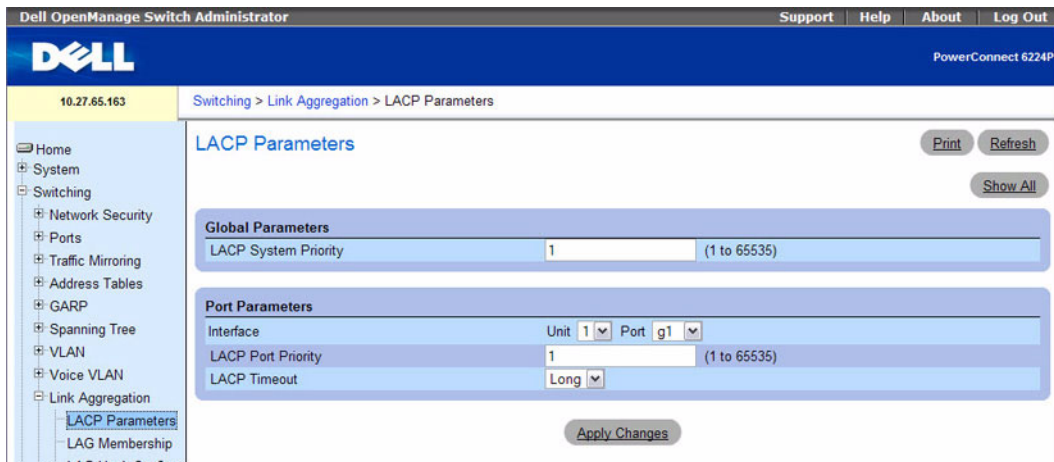 Dell OpenManage Switch Administrator
Support Help About Log Out
DELL
PowerConnect 6224P
10.27.65.163
Switching > Link Aggregation > LACP Parameters
Home
System
Switching
Network Security
Ports
Traffic Mirroring
Address Tables
GARP
Spanning Tree
VLAN
Voice VLAN
Link Aggregation
LACP Parameters
LAG Membership
LACP Parameters
Print Refresh
Show All
Global Parameters
LACP System Priority 1 (1 to 65535)
Port Parameters
Interface Unit 1 Port g1
LACP Port Priority 1 (1 to 65535)
LACP Timeout Long
Apply Changes